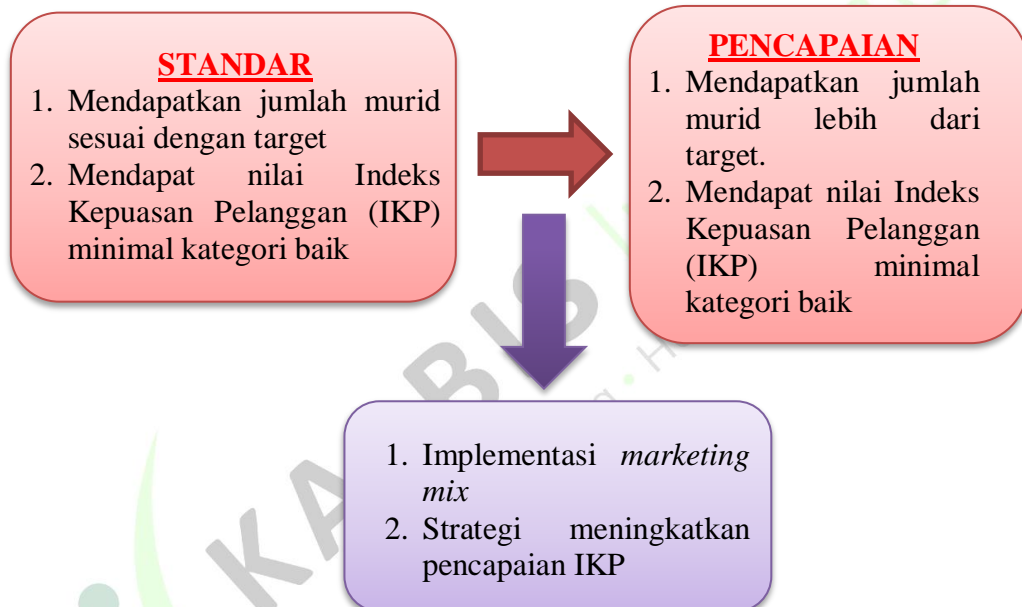 STANDAR
1. Mendapatkan jumlah murid
sesuai dengan target
2. Mendapat nilai Indeks
Kepuasan Pelanggan (IKP)
minimal kategori baik
PENCAPAIAN
1. Mendapatkan jumlah
murid lebih dari
target.
2. Mendapat nilai Indeks
Kepuasan Pelanggan
(IKP) minimal
kategori baik
1. Implementasi marketing
mix
2. Strategi meningkatkan
pencapaian IKP